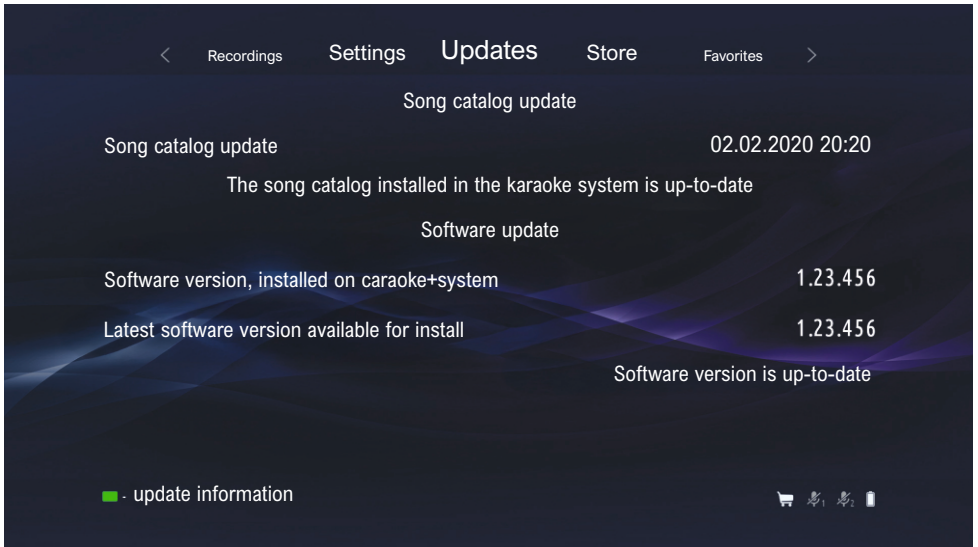 Recordings Settings Updates Store Favorites
Song catalog update
Song catalog update 02.02.2020 20:20
The song catalog installed in the karaoke system is up-to-date
Software update
Software version, installed on caraoke+system 1.23.456
Latest software version available for install 1.23.456
Software version is up-to-date
- update information 1 2